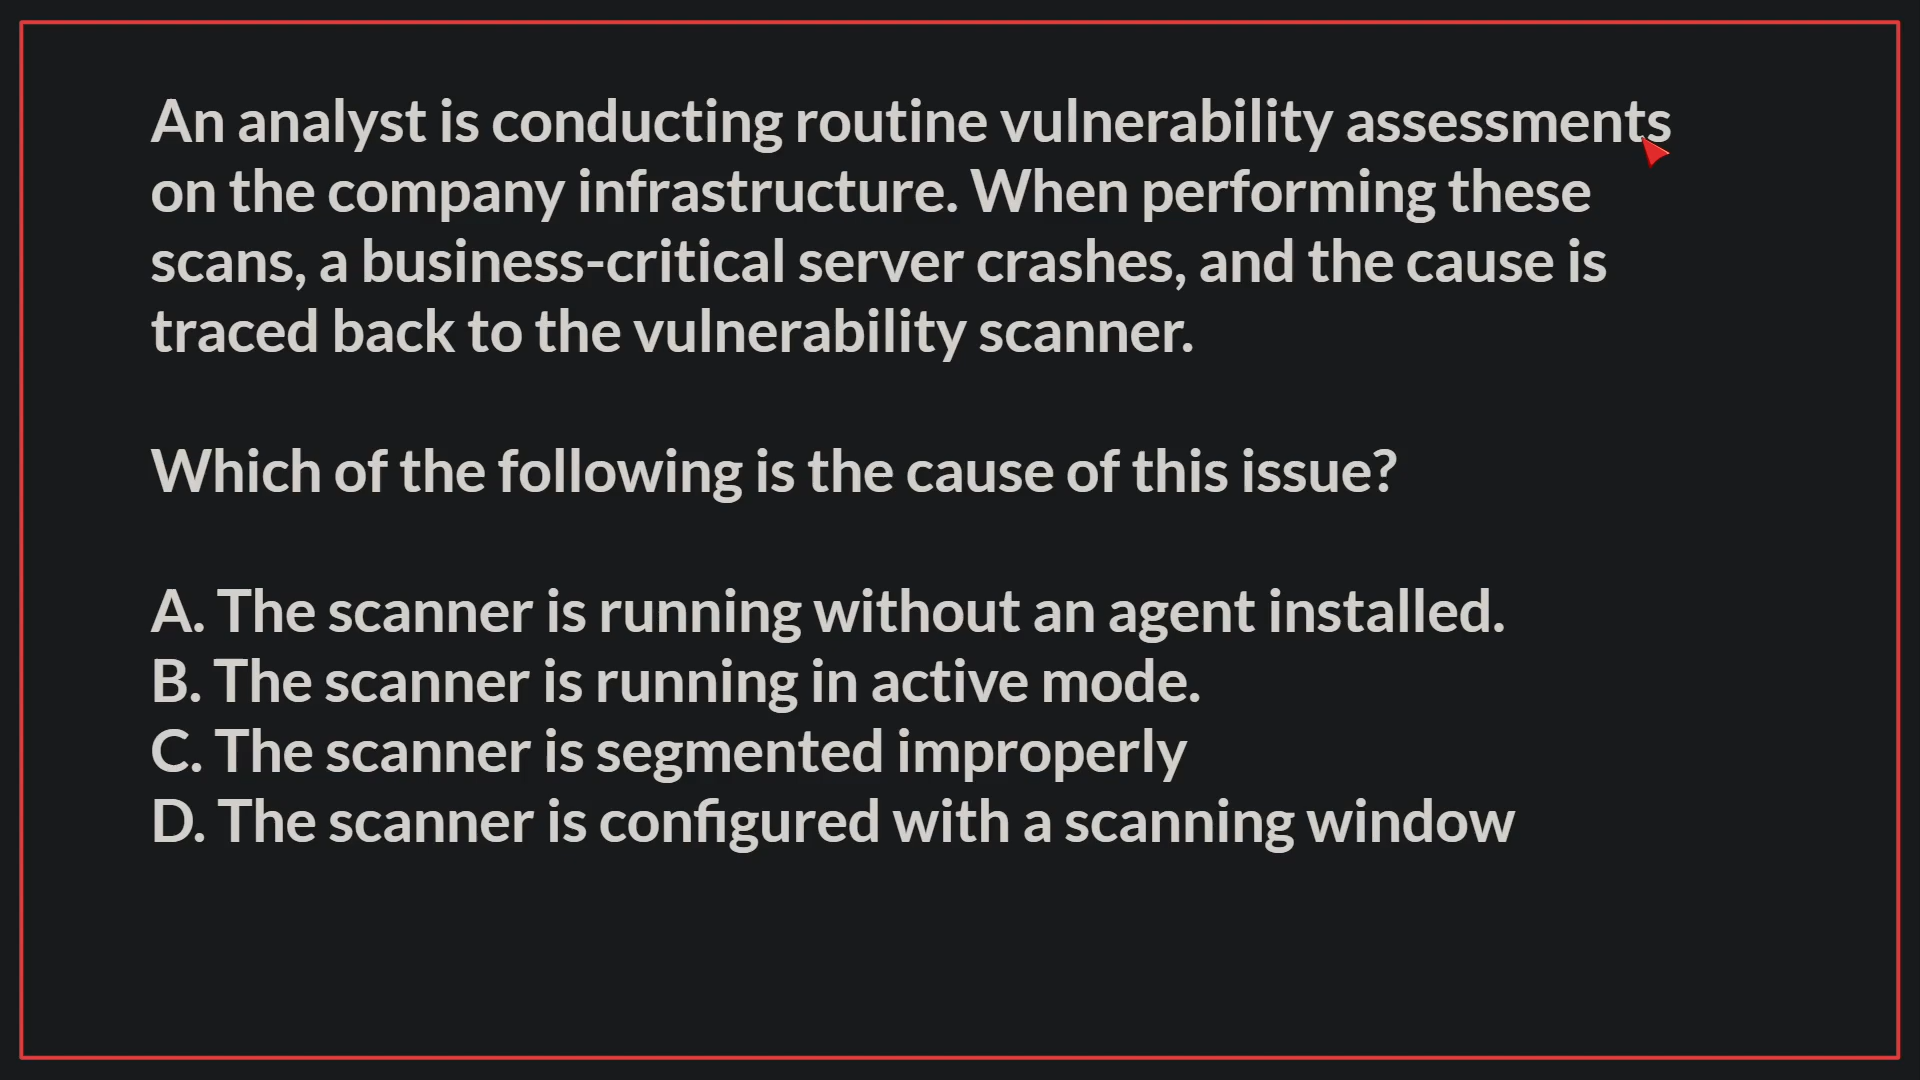 An analyst is conducting routine vulnerability assessments
on the company infrastructure. When performing these
scans, a business-critical server crashes, and the cause is
traced back to the vulnerability scanner.
Which of the following is the cause of this issue?
A. The scanner is running without an agent installed.
B. The scanner is running in active mode.
C. The scanner is segmented improperly
D. The scanner is configured with a scanning window